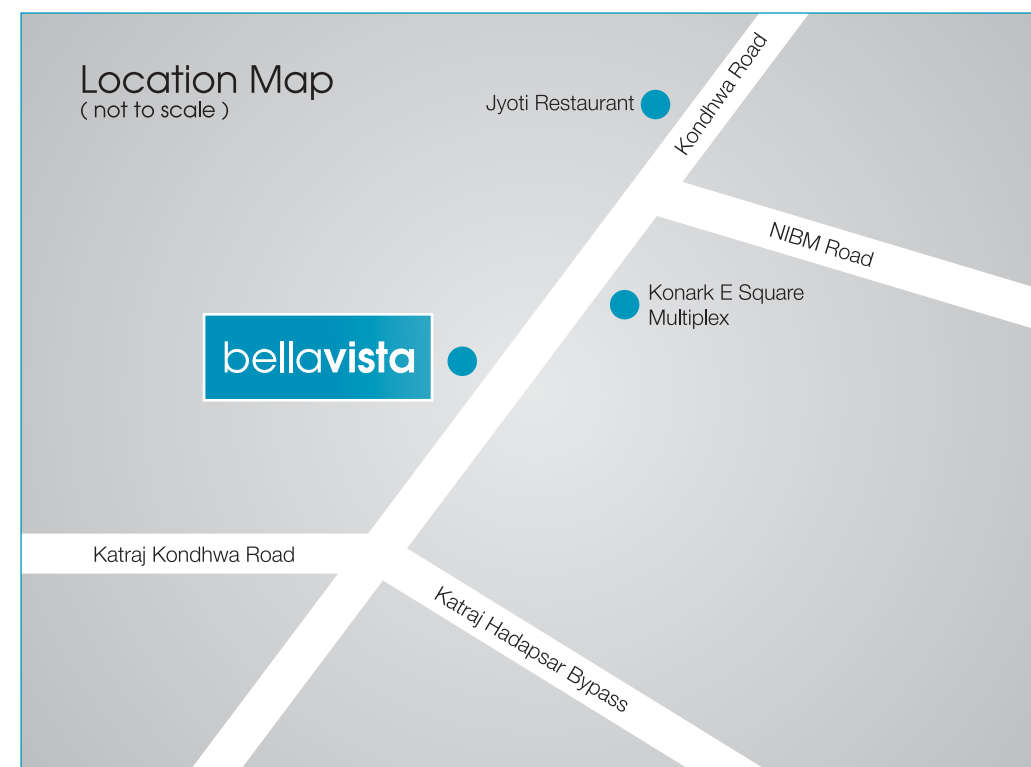 Location Map
( not to scale )
Jyoti Restaurant
Kondhwa Road
NIBM Road
Konark E Square
Multiplex
bellavista
Katraj Kondhwa Road
Katraj Hadapsar Bypass